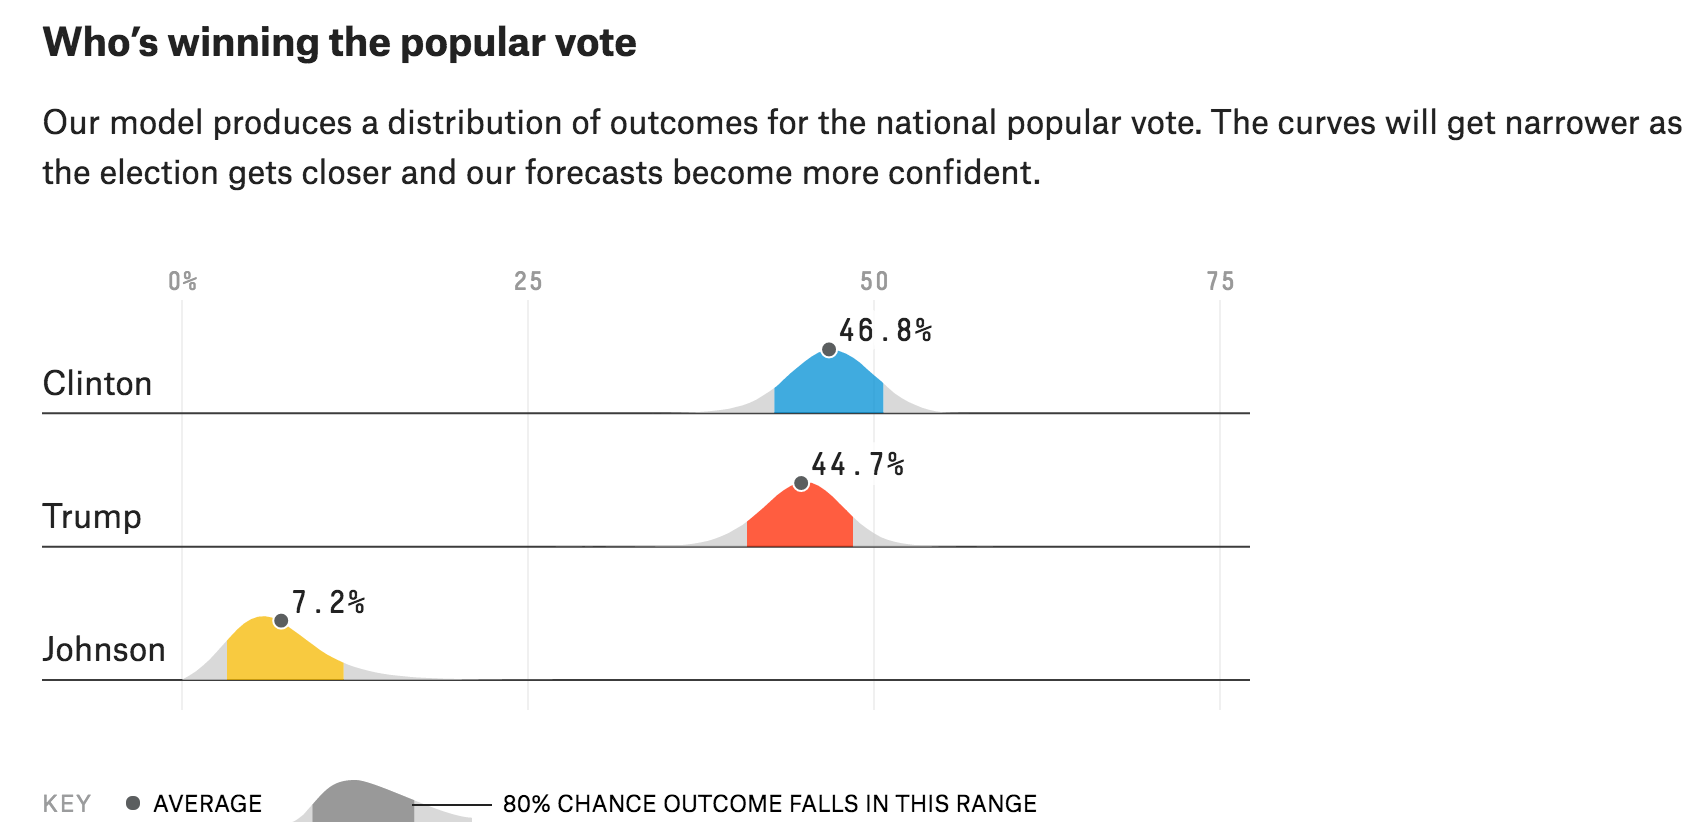 Who’s winning the popular vote
Our model produces a distribution of outcomes for the national popular vote. The curves will get narrower as
the election gets closer and our forecasts become more confident.
0% 25 50 75
46.8%
Clinton
44.7%
Trump
7.2%
Johnson
KEY AVERAGE 80% CHANCE OUTCOME FALLS IN THIS RANGE